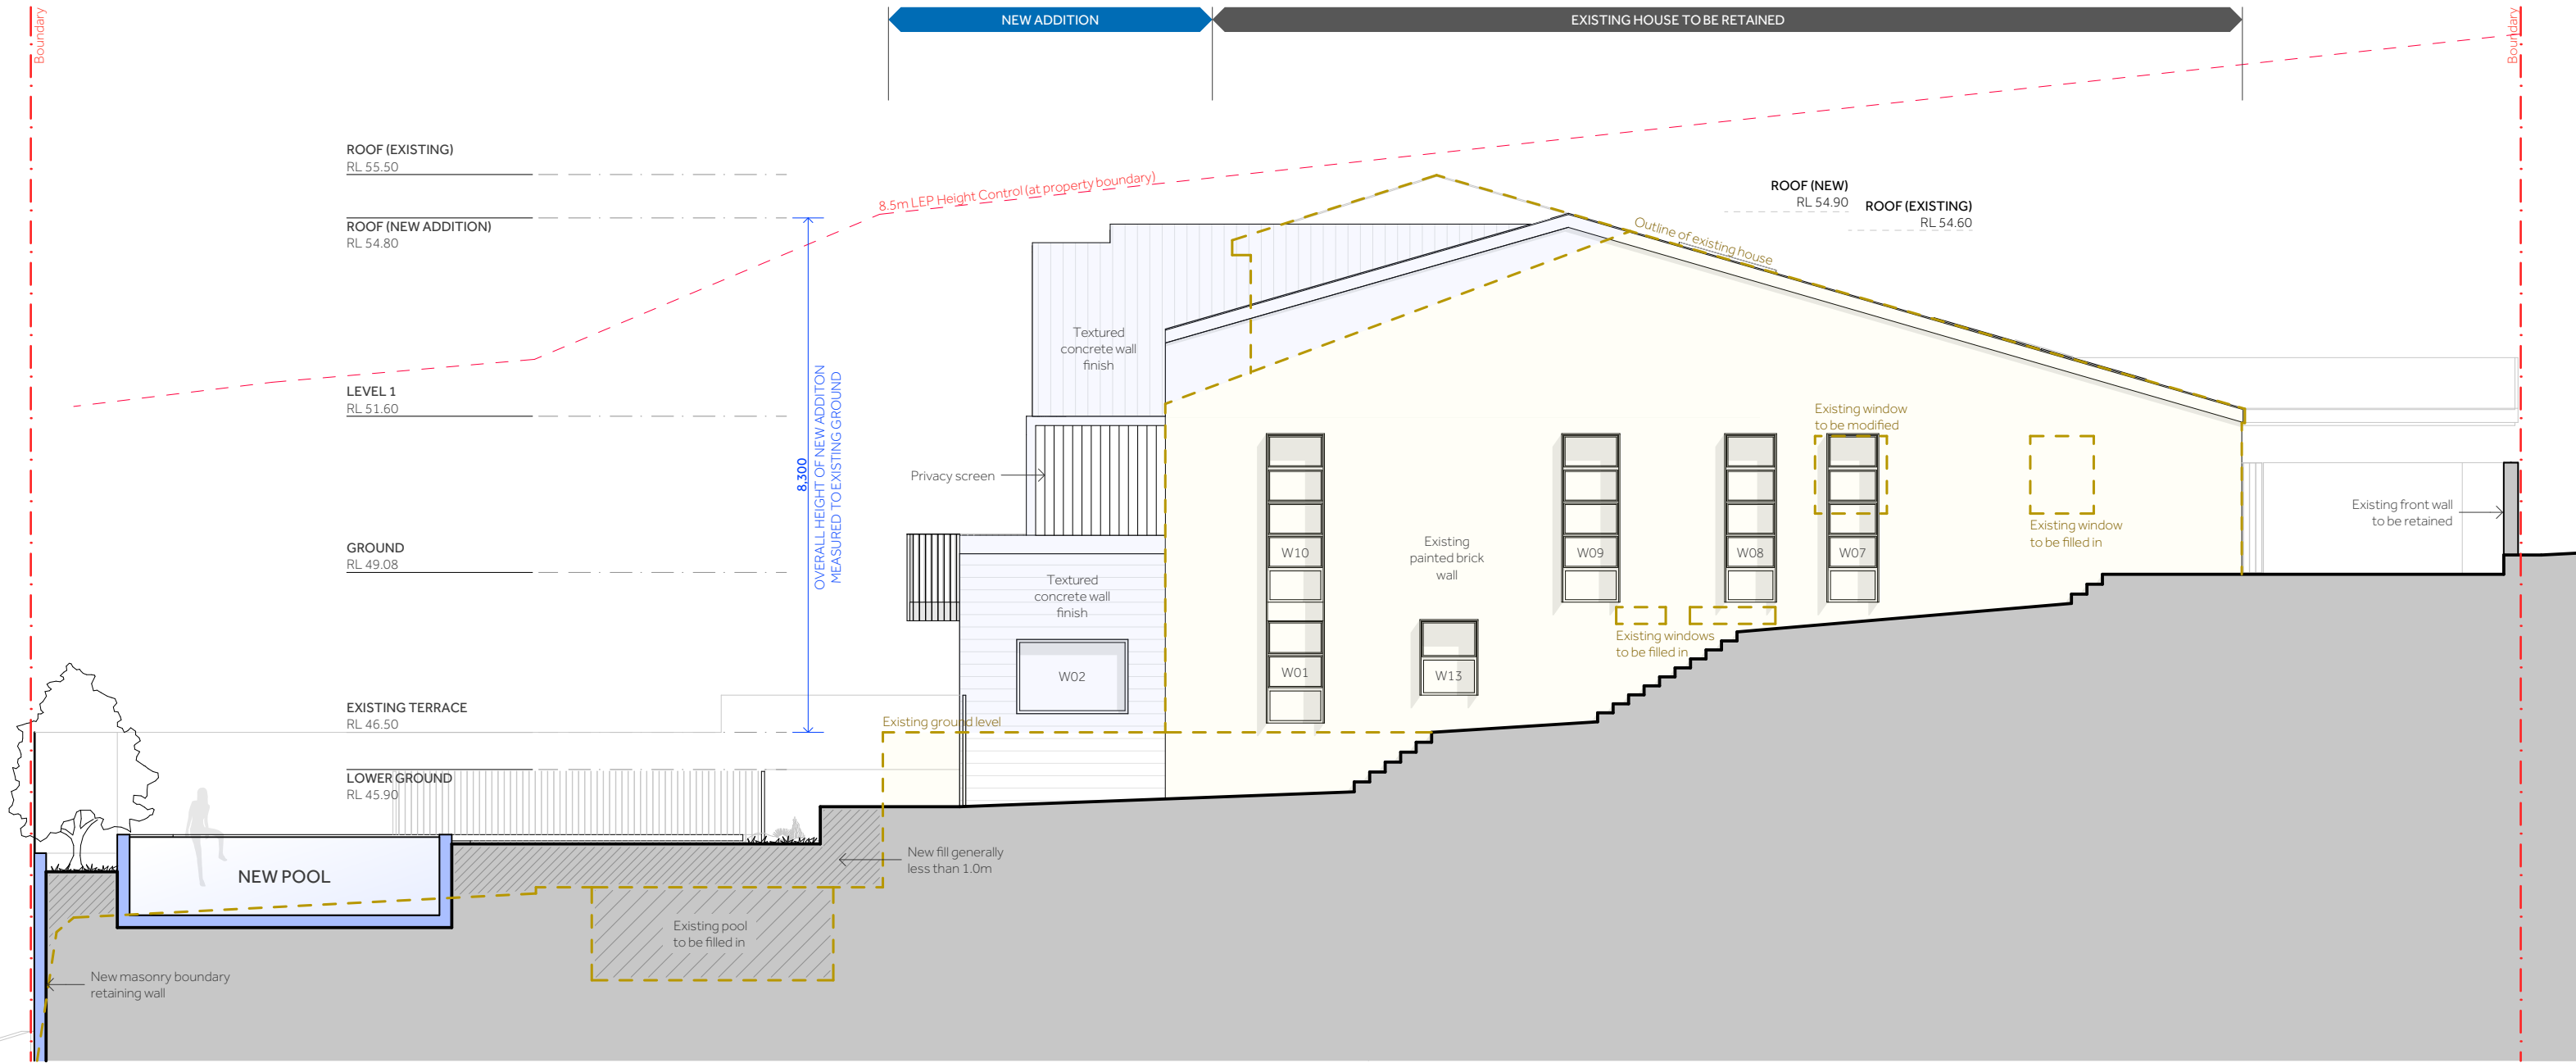 NEW ADDITION
EXISTING HOUSE TO BE RETAINED
Boundary
Boundary
ROOF (EXISTING)
RL 55.50
ROOF (NEW ADDITION)
RL 54.80
8.5m LEP Height Control (at property boundary)
ROOF (NEW)
RL 54.90
ROOF (EXISTING)
RL 54.60
Outline of existing house
Textured
concrete wall
finish
LEVEL 1
RL 51.60
8,300
OVERALL HEIGHT OF NEW ADDITON
MEASURED TO EXISTING GROUND
Existing window
to be modified
Privacy screen
Existing front wall
to be retained
Existing window
to be filled in
GROUND
RL 49.08
W10
Existing
painted brick
wall
W09
W08
W07
Textured
concrete wall
finish
Existing windows
to be filled in
W02
W01
W13
EXISTING TERRACE
RL 46.50
Existing ground level
LOWER GROUND
RL 45.90
NEW POOL
New fill generally
less than 1.0m
Existing pool
to be filled in
New masonry boundary
retaining wall